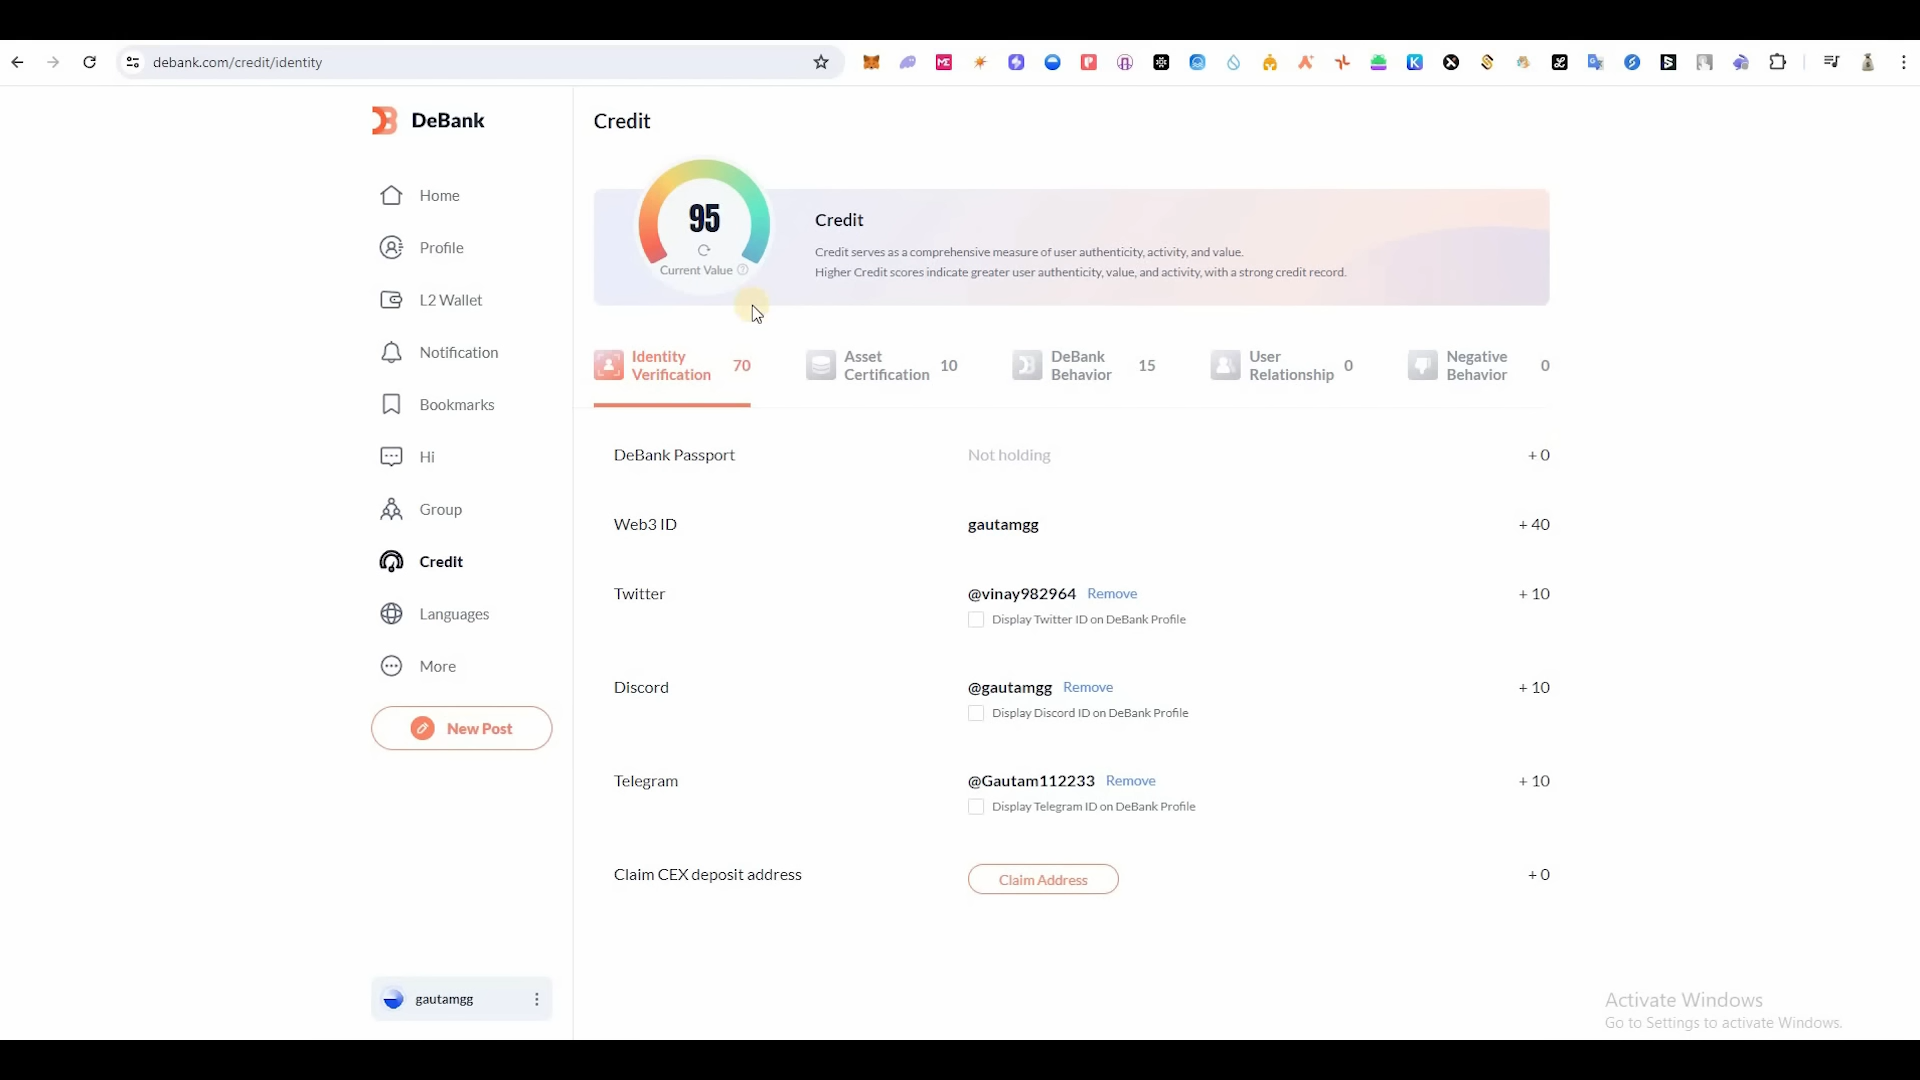 debank.com/credit/identity
DeBank
Home
Profile
L2 Wallet
Notification
Bookmarks
Hi
Group
Credit
Languages
More
New Post
gautamgg
Credit
95
Current Value
Credit
Credit serves as a comprehensive measure of user authenticity, activity, and value.
Higher Credit scores indicate greater user authenticity, value, and activity, with a strong credit record.
Identity
Verification 70
Asset
Certification 10
DeBank
Behavior 15
User
Relationship 0
Negative
Behavior 0
DeBank Passport Not holding + 0
Web3 ID gautamgg + 40
Twitter @vinay982964 Remove + 10
Display Twitter ID on DeBank Profile
Discord @gautamgg Remove + 10
Display Discord ID on DeBank Profile
Telegram @Gautam112233 Remove + 10
Display Telegram ID on DeBank Profile
Claim CEX deposit address Claim Address + 0
Activate Windows
Go to Settings to activate Windows.